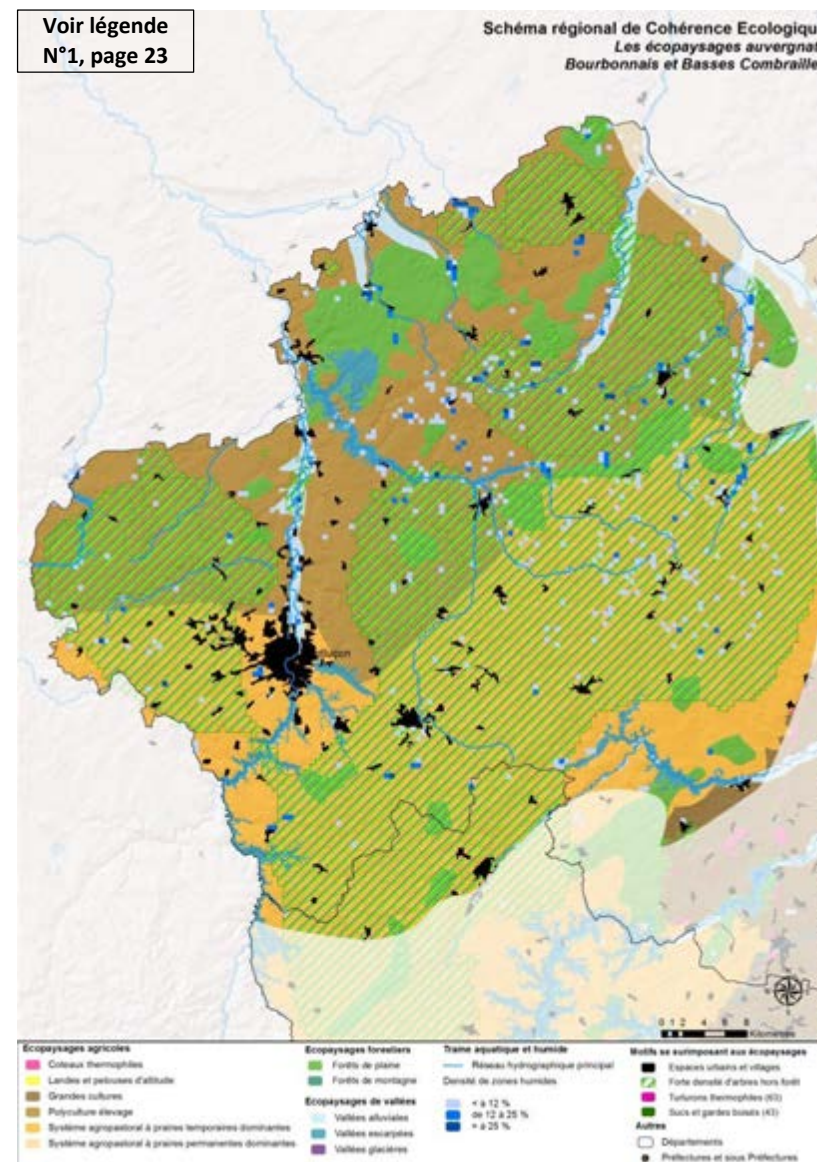 Voir légende
N°1, page 23
Schéma régional de Cohérence Ecologiqu
Les écopaysages auvergnat
Bourbonnais et Basses Combraille
0 1 2 4 6 8
Kilomètres
Ecopaysages agricoles
Coteaux thermophiles
Landes et pelouses d'altitude
Grandes cultures
Polyculture élevage
Système agropastoral à praires temporaires dominantes
Système agropastoral à praires permanentes dominantes
Ecopaysages forestiers
Forêts de plaine
Forêts de montagne
Ecopaysages de vallées
Vallées alluviales
Vallées escarpées
Vallées glacières
Trame aquatique et humide
Réseau hydrographique principal
Densité de zones humides
< à 12 %
de 12 à 25 %
> à 25 %
Motifs se surimposant aux écopaysages
Espaces urbains et villages
Forte densité d'arbres hors forêt
Turlurons thermophiles (63)
Sucs et gardes boisés (43)
Autres
Départements
Préfectures et sous Préfectures